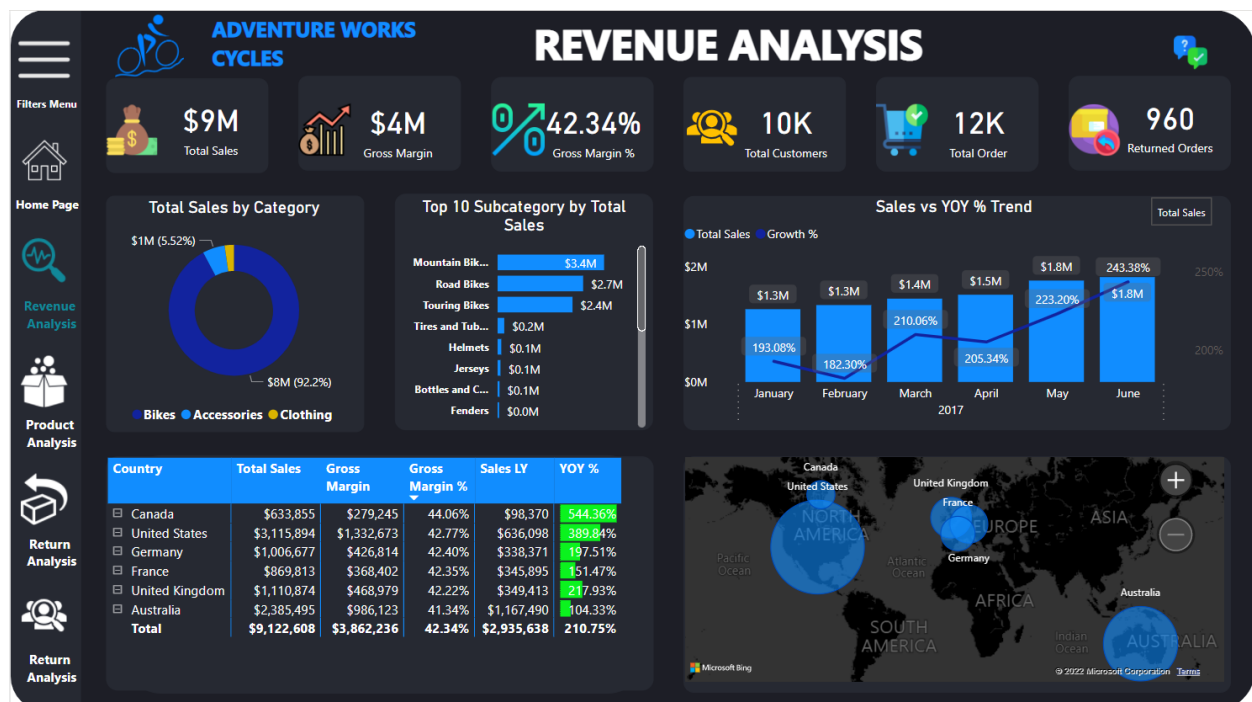 ADVENTURE WORKS
CYCLES
REVENUE ANALYSIS
Filters Menu
Home Page
Revenue
Analysis
Product
Analysis
Return
Analysis
Return
Analysis
$9M
Total Sales
$4M
Gross Margin
42.34%
Gross Margin %
10K
Total Customers
12K
Total Order
960
Returned Orders
Total Sales by Category
$1M (5.52%)
$8M (92.2%)
Bikes Accessories Clothing
Top 10 Subcategory by Total
Sales
Mountain Bik... $3.4M
Road Bikes $2.7M
Touring Bikes $2.4M
Tires and Tub... $0.2M
Helmets $0.1M
Jerseys $0.1M
Bottles and C... $0.1M
Fenders $0.0M
Sales vs YOY % Trend
Total Sales
Total Sales Growth %
$2M
$1M
$0M
250%
200%
$1.3M $1.3M $1.4M $1.5M $1.8M $1.8M
193.08% 182.30% 210.06% 205.34% 223.20% 243.38%
January February March April May June
2017
Country Total Sales Gross Margin Gross Margin % Sales LY YOY %
Canada $633,855 $279,245 44.06% $98,370 544.36%
United States $3,115,894 $1,332,673 42.77% $636,098 389.84%
Germany $1,006,677 $426,814 42.40% $338,371 197.51%
France $869,813 $368,402 42.35% $345,895 151.47%
United Kingdom $1,110,874 $468,979 42.22% $349,413 217.93%
Australia $2,385,495 $986,123 41.34% $1,167,490 104.33%
Total $9,122,608 $3,862,236 42.34% $2,935,638 210.75%
Canada
United States
United Kingdom
France
Germany
Australia
NORTH
AMERICA
EUROPE
ASIA
Pacific
Ocean
Atlantic
Ocean
AFRICA
SOUTH
AMERICA
Indian
Ocean
AUSTRALIA
Microsoft Bing
© 2022 Microsoft Corporation Terms